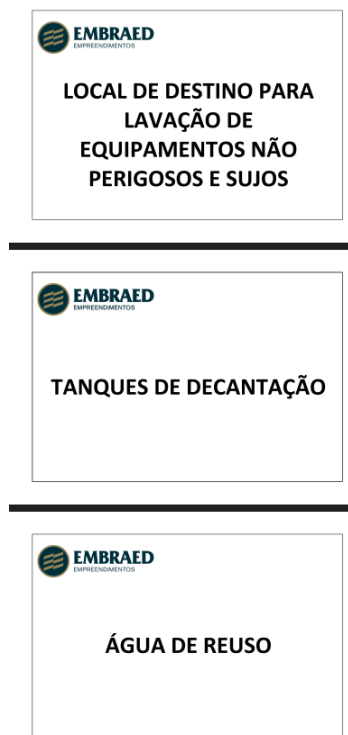 EMBRAED
EMPREENDIMENTOS
LOCAL DE DESTINO PARA
LAVAÇÃO DE
EQUIPAMENTOS NÃO
PERIGOSOS E SUJOS
EMBRAED
EMPREENDIMENTOS
TANQUES DE DECANTAÇÃO
EMBRAED
EMPREENDIMENTOS
ÁGUA DE REUSO